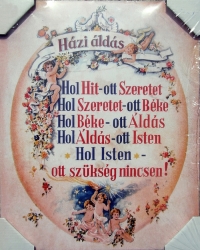 Házi áldás
Hol Hit-ott Szeretet
Hol Szeretet-ott Béke
Hol Béke-ott Áldás
Hol Áldás-ott Isten
Hol Isten-
ott szükség nincsen!